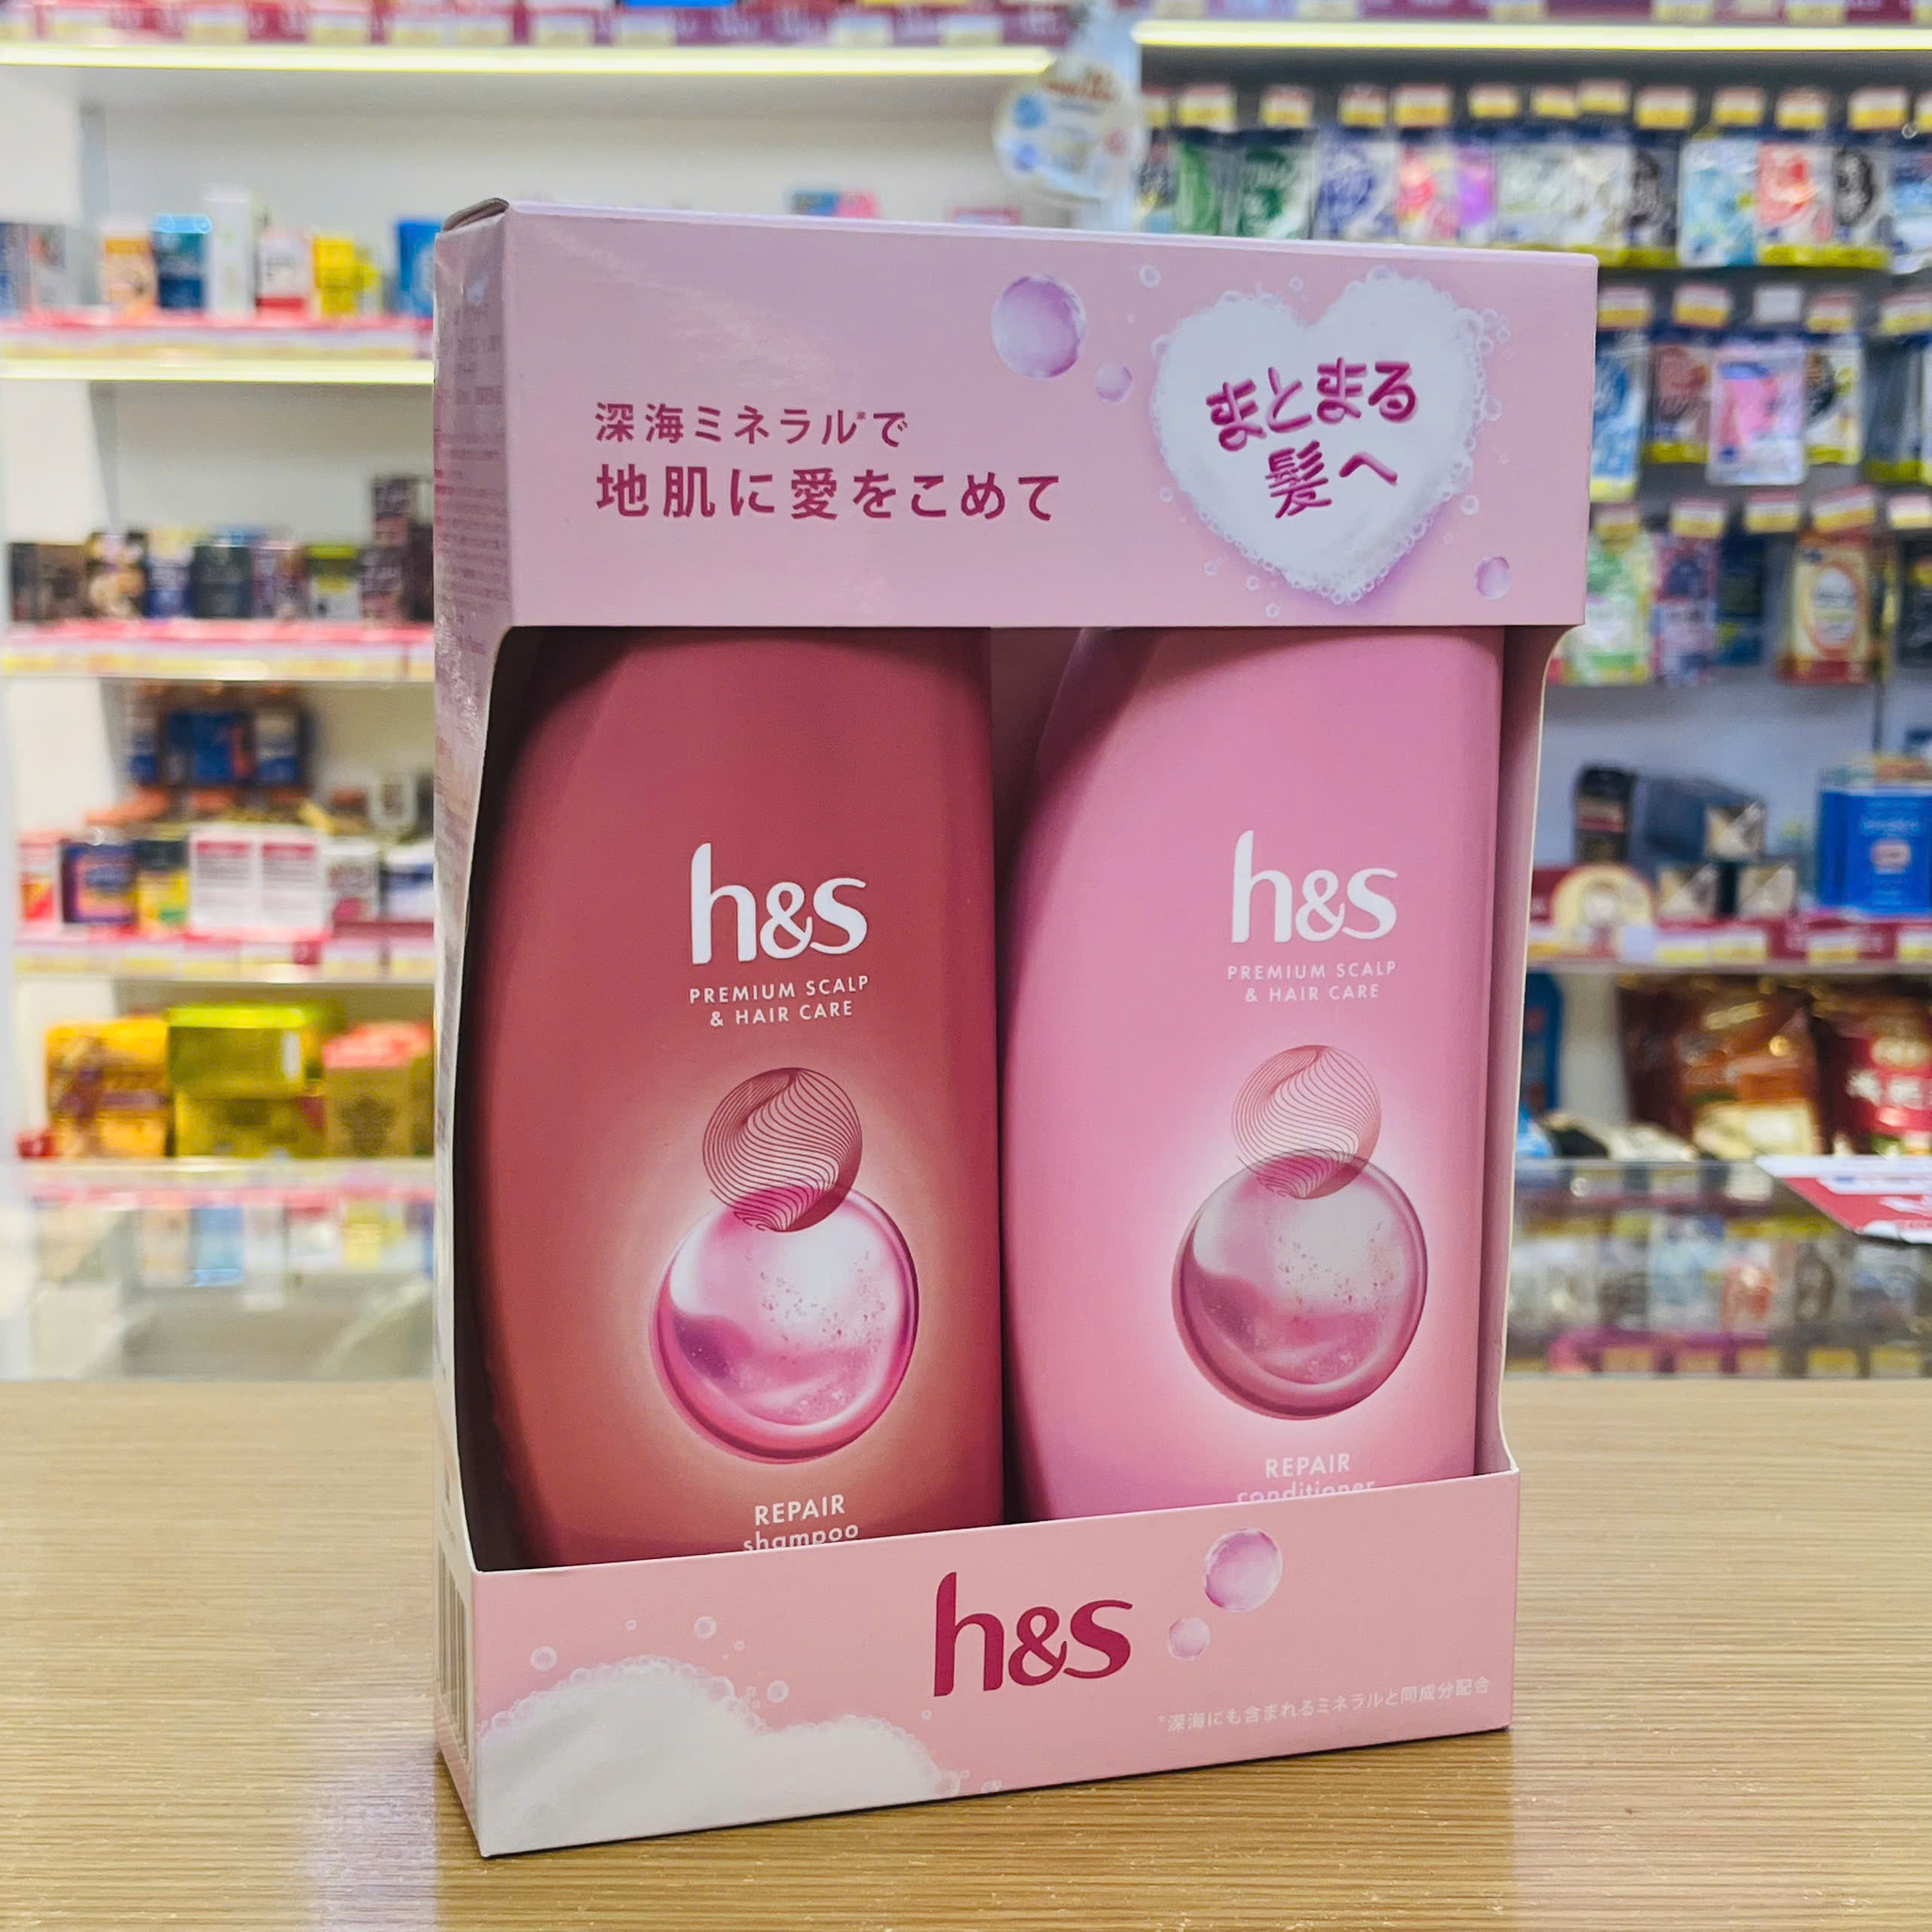 深海ミネラル*で
地肌に愛をこめて
まとまる
髪へ
h&s
PREMIUM SCALP
& HAIR CARE
REPAIR
shampoo
h&s
PREMIUM SCALP
& HAIR CARE
REPAIR
conditioner
h&s
*深海にも含まれるミネラルと同成分配合